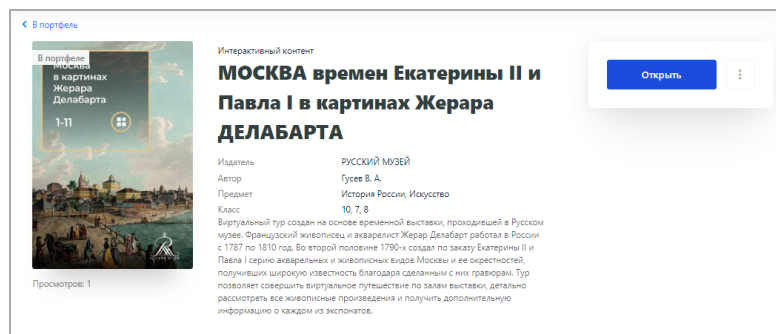 В портфель
В портфеле
Москва
в картинах
Жерара
Делабарта
1-11
Просмотров: 1
Интерактивный контент
МОСКВА времен Екатерины II и
Павла I в картинах Жерара
ДЕЛАБАРТА
Издатель РУССКИЙ МУЗЕЙ
Автор Гусев В. А.
Предмет История России, Искусство
Класс 10, 7, 8
Виртуальный тур создан на основе временной выставки, проходившей в Русском
музее. Французский живописец и акварелист Жерар Делабарт работал в России
с 1787 по 1810 год. Во второй половине 1790-х создал по заказу Екатерины II и
Павла I серию акварельных и живописных видов Москвы и ее окрестностей,
получивших широкую известность благодаря сделанным с них гравюрам. Тур
позволяет совершить виртуальное путешествие по залам выставки, детально
рассмотреть все живописные произведения и получить дополнительную
информацию о каждом из экспонатов.
Открыть